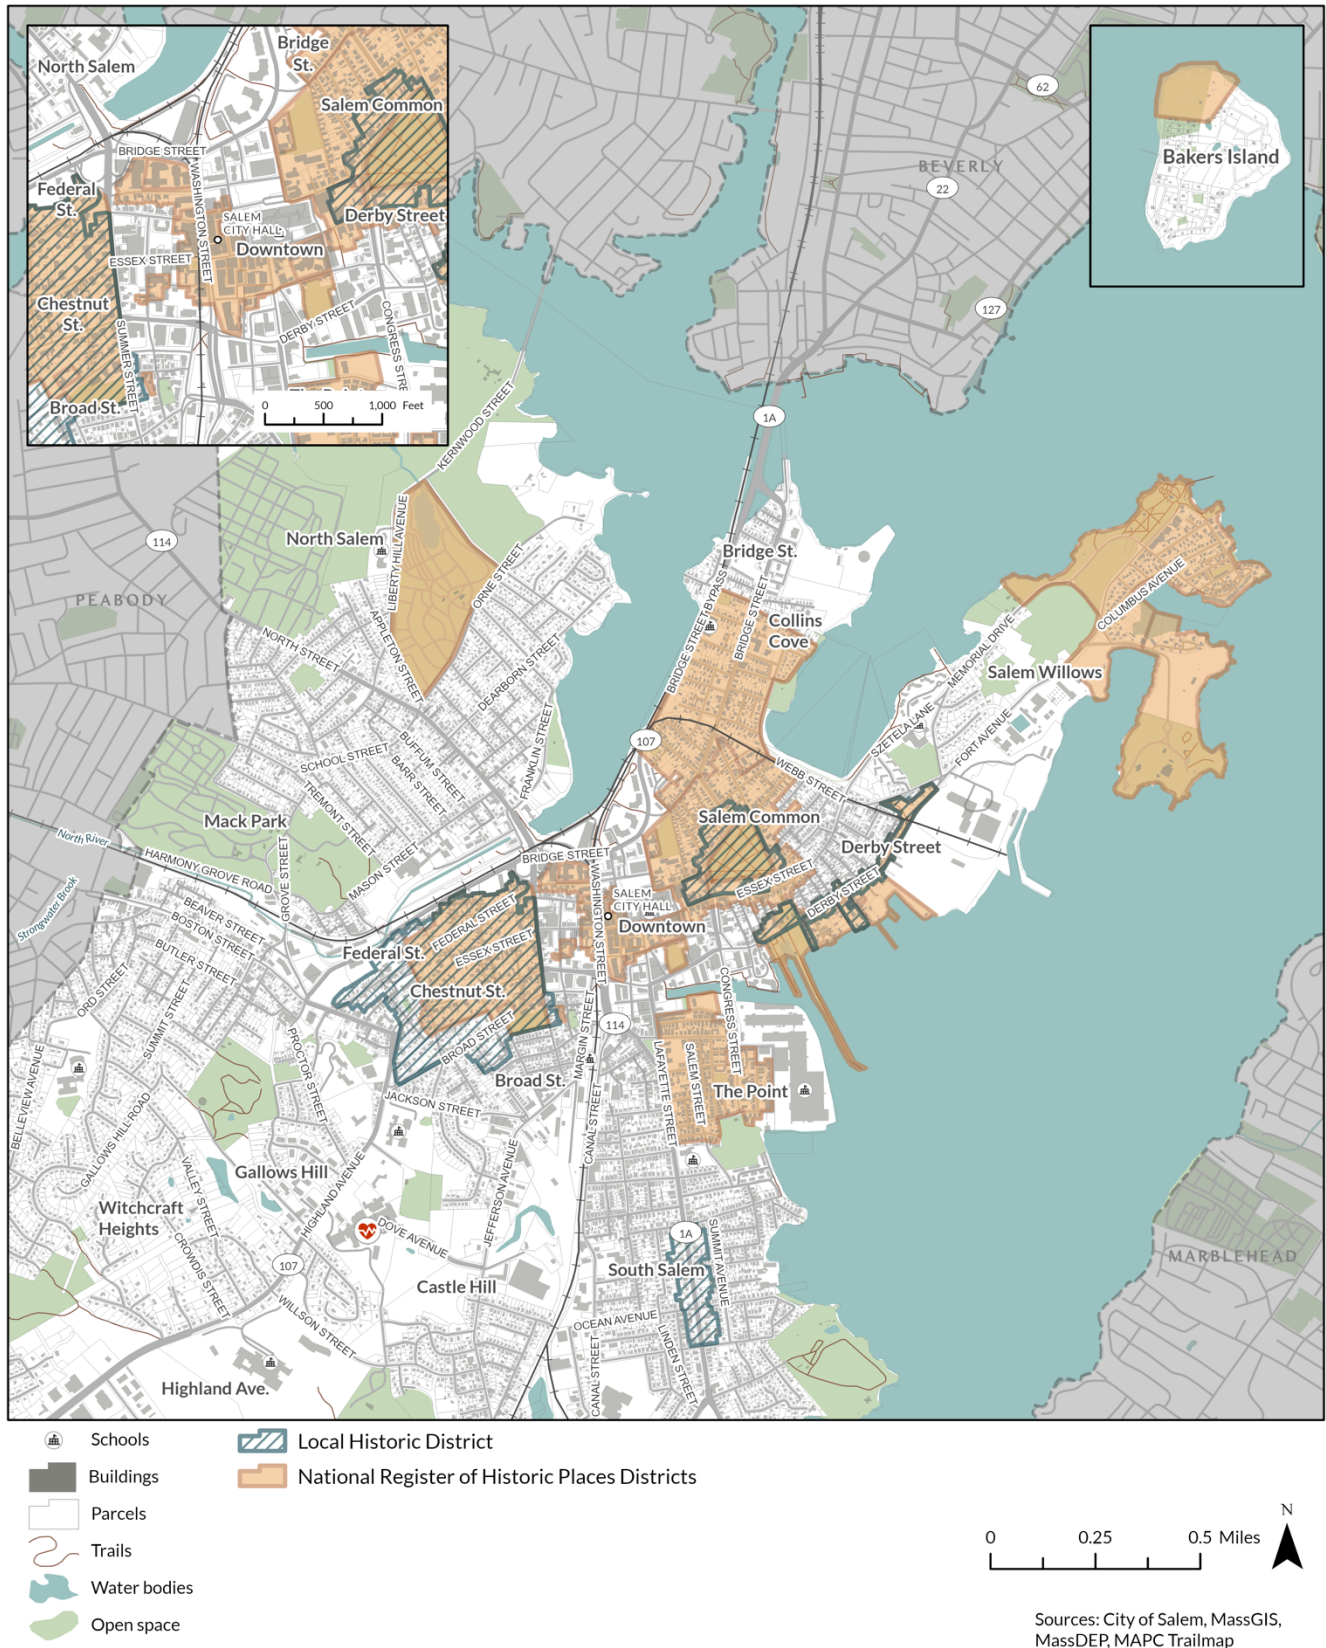 Bridge
St.
North Salem
Salem Common
BRIDGE STREET
WASHINGTON STREET
Federal
St.
Derby Street
SALEM
CITY HALL
Downtown
ESSEX STREET
Chestnut
St.
SUMMER STREET
DERBY STREET
CONGRESS STRE
Broad St.
0 500 1,000 Feet
Bakers Island
62
BEVERLY
22
127
1A
KERNWOOD STREET
114
North Salem
LIBERTY HILL AVENUE
ORNE STREET
PEABODY
Bridge St.
BRIDGE STREET BYPASS
BRIDGE STREET
Collins
Cove
COLUMBUS AVENUE
NORTH STREET
APPLETON STREET
DEARBORN STREET
MEMORIAL DRIVE
Salem Willows
SZETELA LANE
FORT AVENUE
FRANKLIN STREET
107
SCHOOL STREET
BUFFUM STREET
BARR STREET
TREMONT STREET
WEBB STREET
Mack Park
Salem Common
North River
HARMONY GROVE ROAD
GROVE STREET
MASON STREET
BRIDGE STREET
Derby Street
ESSEX STREET
DERBY STREET
Strongwater Brook
BEAVER STREET
BOSTON STREET
BUTLER STREET
FEDERAL STREET
ESSEX STREET
Federal St.
WASHINGTON STREET
SALEM
CITY HALL
Downtown
ORD STREET
SUMMIT STREET
Chestnut St.
BROAD STREET
MARGIN STREET
114
CONGRESS STREET
LAFAYETTE STREET
SALEM STREET
BELLEVIEW AVENUE
PROCTOR STREET
Broad St.
The Point
GALLOWS HILL ROAD
JACKSON STREET
CANAL STREET
Gallows Hill
VALLEY STREET
HIGHLAND AVENUE
JEFFERSON AVENUE
Witchcraft
Heights
CROWDIS STREET
DOVE AVENUE
1A
SUMMIT AVENUE
South Salem
MARBLEHEAD
107
Castle Hill
WILLSON STREET
OCEAN AVENUE
LINDEN STREET
CANAL STREET
Highland Ave.
Schools
Buildings
Parcels
Trails
Water bodies
Open space
Local Historic District
National Register of Historic Places Districts
0 0.25 0.5 Miles
N
Sources: City of Salem, MassGIS,
MassDEP, MAPC Trailmap